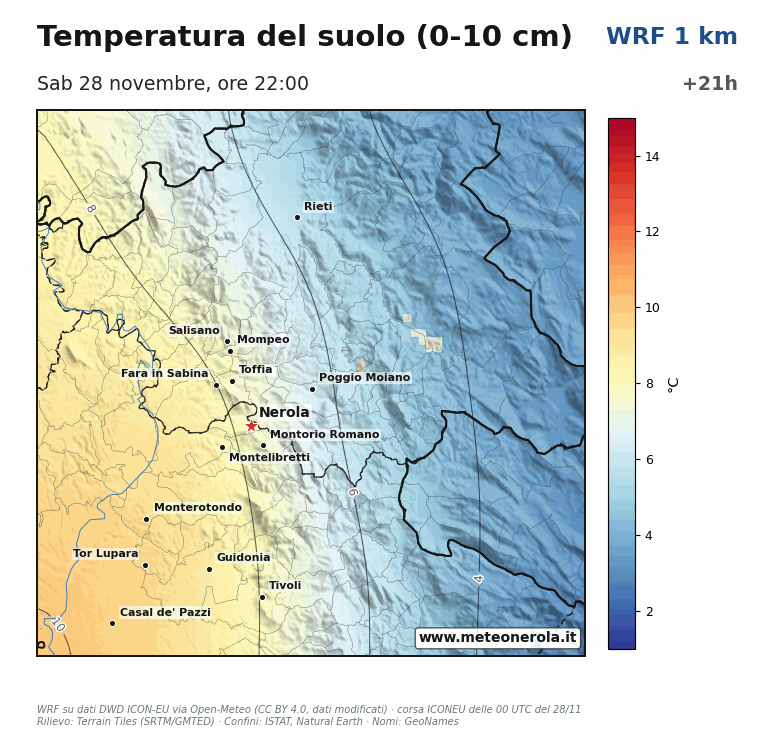 Temperatura del suolo (0-10 cm)
WRF 1 km
Sab 28 novembre, ore 22:00
+21h
8
Rieti
Salisano
Mompeo
Fara in Sabina
Toffia
Poggio Moiano
Nerola
Montorio Romano
Montelibretti
6
Monterotondo
Tor Lupara
Guidonia
4
Tivoli
Casal de' Pazzi
10
www.meteonerola.it
14
12
10
8
6
4
2
°C
WRF su dati DWD ICON-EU via Open-Meteo (CC BY 4.0, dati modificati) · corsa ICONEU delle 00 UTC del 28/11
Rilievo: Terrain Tiles (SRTM/GMTED) · Confini: ISTAT, Natural Earth · Nomi: GeoNames